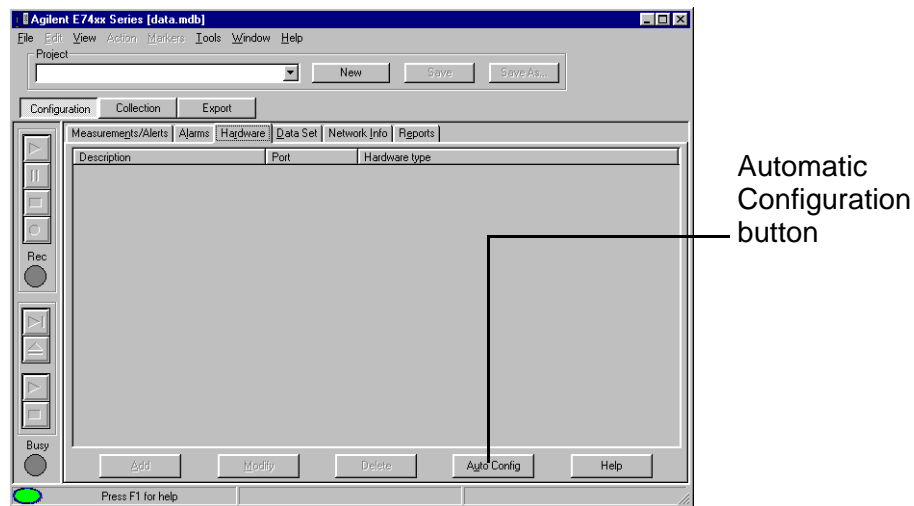 Agilent E74xx Series [data.mdb]
File Edit View Action Markers Tools Window Help
Project
New Save Save As...
Configuration Collection Export
Measurements/Alerts Alarms Hardware Data Set Network Info Reports
Description Port Hardware type
Rec
Busy
Add Modify Delete Auto Config Help
Press F1 for help
Automatic
Configuration
button